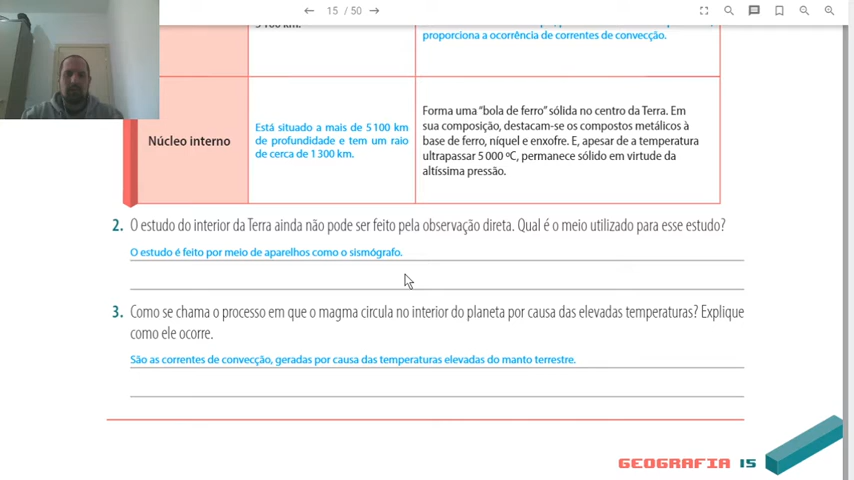 15 / 50
proporciona a ocorrência de correntes de convecção.
Núcleo interno
Está situado a mais de 5 100 km
de profundidade e tem um raio
de cerca de 1 300 km.
Forma uma “bola de ferro” sólida no centro da Terra. Em
sua composição, destacam-se os compostos metálicos à
base de ferro, níquel e enxofre. E, apesar de a temperatura
ultrapassar 5 000 ºC, permanece sólido em virtude da
altíssima pressão.
2. O estudo do interior da Terra ainda não pode ser feito pela observação direta. Qual é o meio utilizado para esse estudo?
O estudo é feito por meio de aparelhos como o sismógrafo.
3. Como se chama o processo em que o magma circula no interior do planeta por causa das elevadas temperaturas? Explique
como ele ocorre.
São as correntes de convecção, geradas por causa das temperaturas elevadas do manto terrestre.
GEOGRAFIA 15